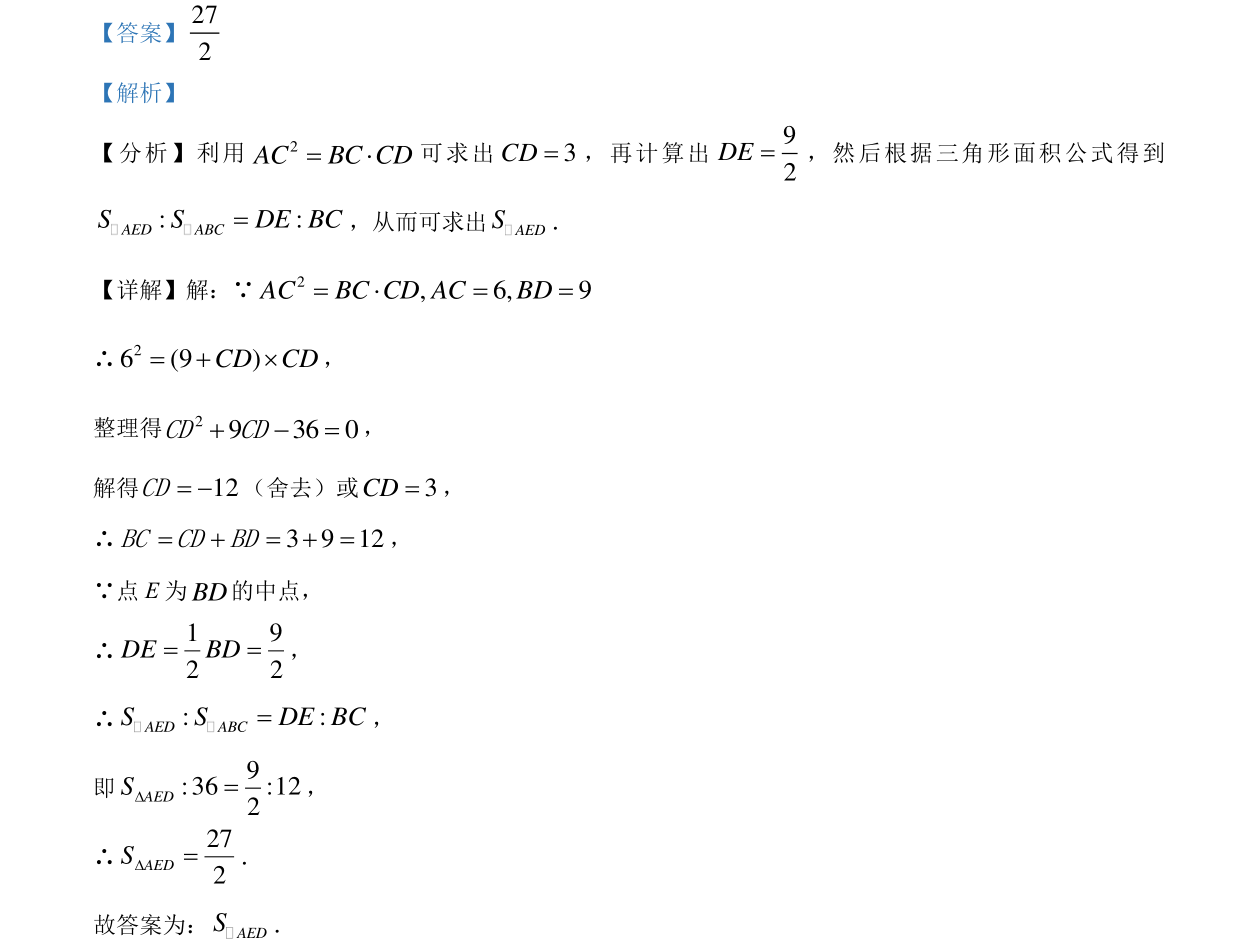 【答案】27/2
【解析】
【分析】利用 AC² = BC·CD 可求出 CD = 3，再计算出 DE = 9/2，然后根据三角形面积公式得到
S□AED : S□ABC = DE : BC，从而可求出 S□AED．
【详解】解：∵ AC² = BC·CD, AC = 6, BD = 9
∴ 6² = (9 + CD) × CD，
整理得 CD² + 9CD − 36 = 0，
解得 CD = −12（舍去）或 CD = 3，
∴ BC = CD + BD = 3 + 9 = 12，
∵点 E 为 BD 的中点，
∴ DE = 1/2 BD = 9/2，
∴ S□AED : S□ABC = DE : BC，
即 SΔAED : 36 = 9/2 : 12，
∴ SΔAED = 27/2．
故答案为：S□AED．